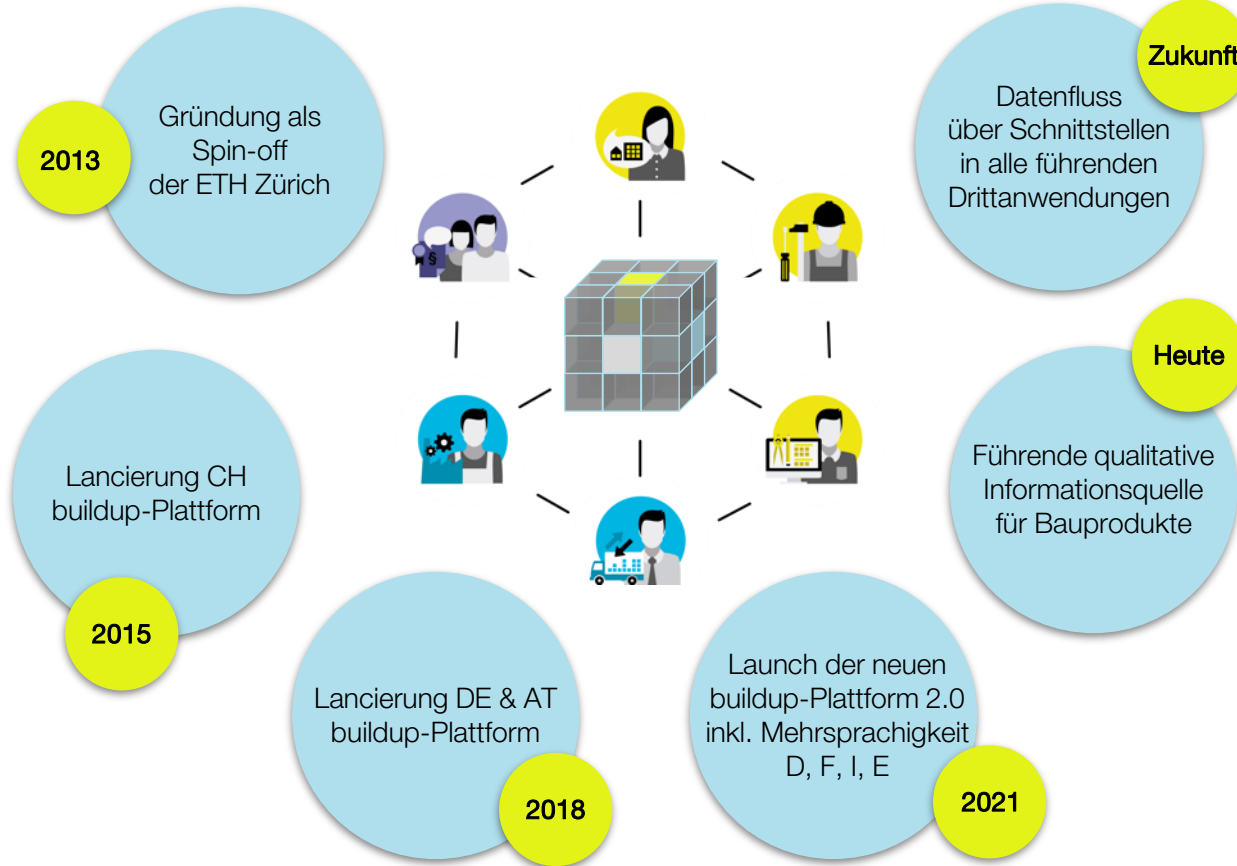 2013
Gründung als
Spin-off
der ETH Zürich
Lancierung CH
buildup-Plattform
2015
Lancierung DE & AT
buildup-Plattform
2018
Launch der neuen
buildup-Plattform 2.0
inkl. Mehrsprachigkeit
D, F, I, E
2021
Heute
Führende qualitative
Informationsquelle
für Bauprodukte
Zukunft
Datenfluss
über Schnittstellen
in alle führenden
Drittanwendungen
§